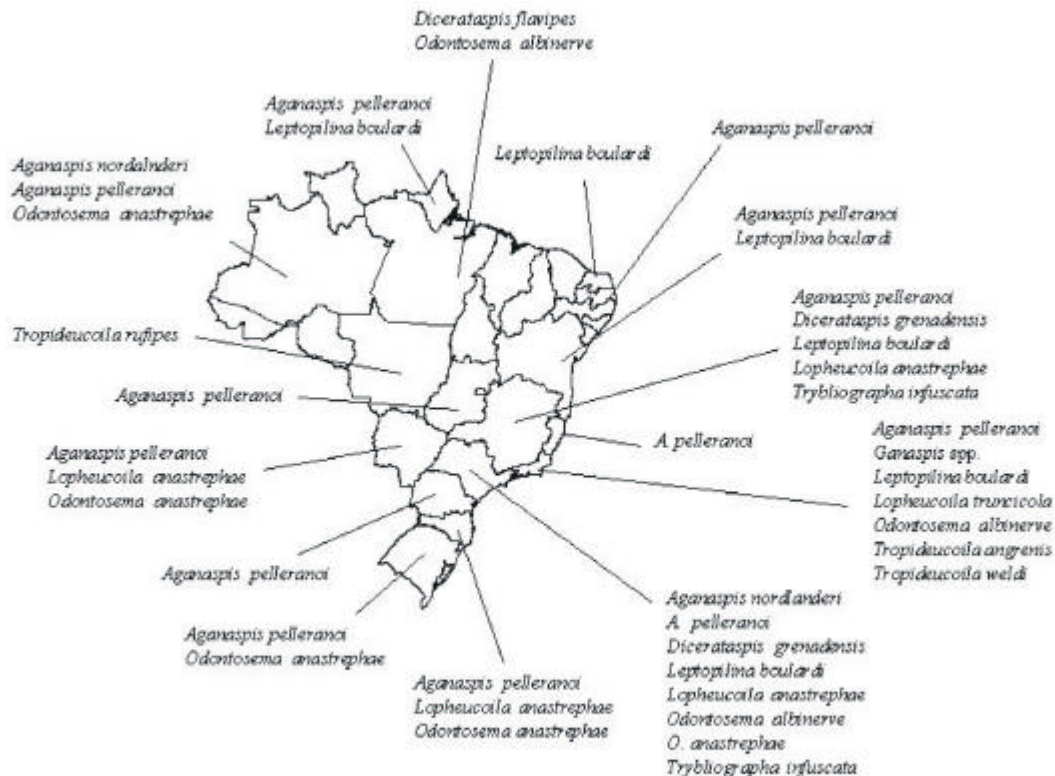 Dicerataspis flavipes
Odontosema albinerve
Aganaspis pelleranoi
Leptopilina boulardi
Leptopilina boulardi
Aganaspis pelleranoi
Aganaspis nordalnderi
Aganaspis pelleranoi
Odontosema anastrephae
Aganaspis pelleranoi
Leptopilina boulardi
Aganaspis pelleranoi
Dicerataspis grenadensis
Leptopilina boulardi
Lopheucoila anastrephae
Trybliographa infuscata
Tropideucoila rufipes
Aganaspis pelleranoi
A. pelleranoi
Aganaspis pelleranoi
Ganaspis spp.
Leptopilina boulardi
Lopheucoila truncicola
Odontosema albinerve
Tropideucoila angrenis
Tropideucoila weldi
Aganaspis pelleranoi
Lopheucoila anastrephae
Odontosema anastrephae
Aganaspis pelleranoi
Aganaspis pelleranoi
Odontosema anastrephae
Aganaspis pelleranoi
Lopheucoila anastrephae
Odontosema anastrephae
Aganaspis nordlanderi
A. pelleranoi
Dicerataspis grenadensis
Leptopilina boulardi
Lopheucoila anastrephae
Odontosema albinerve
O. anastrephae
Trybliographa infuscata